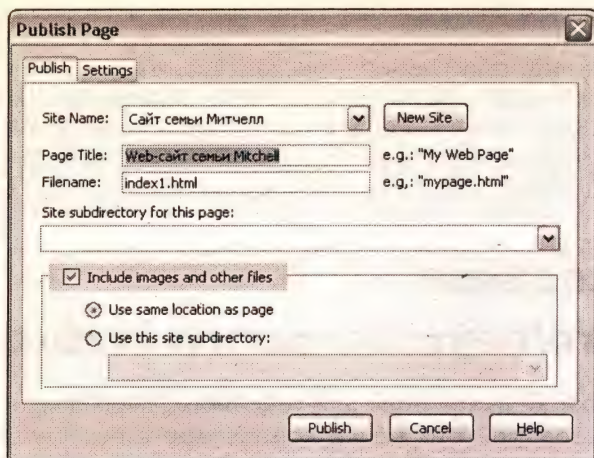 Publish Page
Publish Settings
Site Name: Сайт семьи Митчелл New Site
Page Title: Web-сайт семьи Mitchell e.g.: "My Web Page"
Filename: index1.html e.g,: "mypage.html"
Site subdirectory for this page:
Include images and other files
Use same location as page
Use this site subdirectory:
Publish Cancel Help